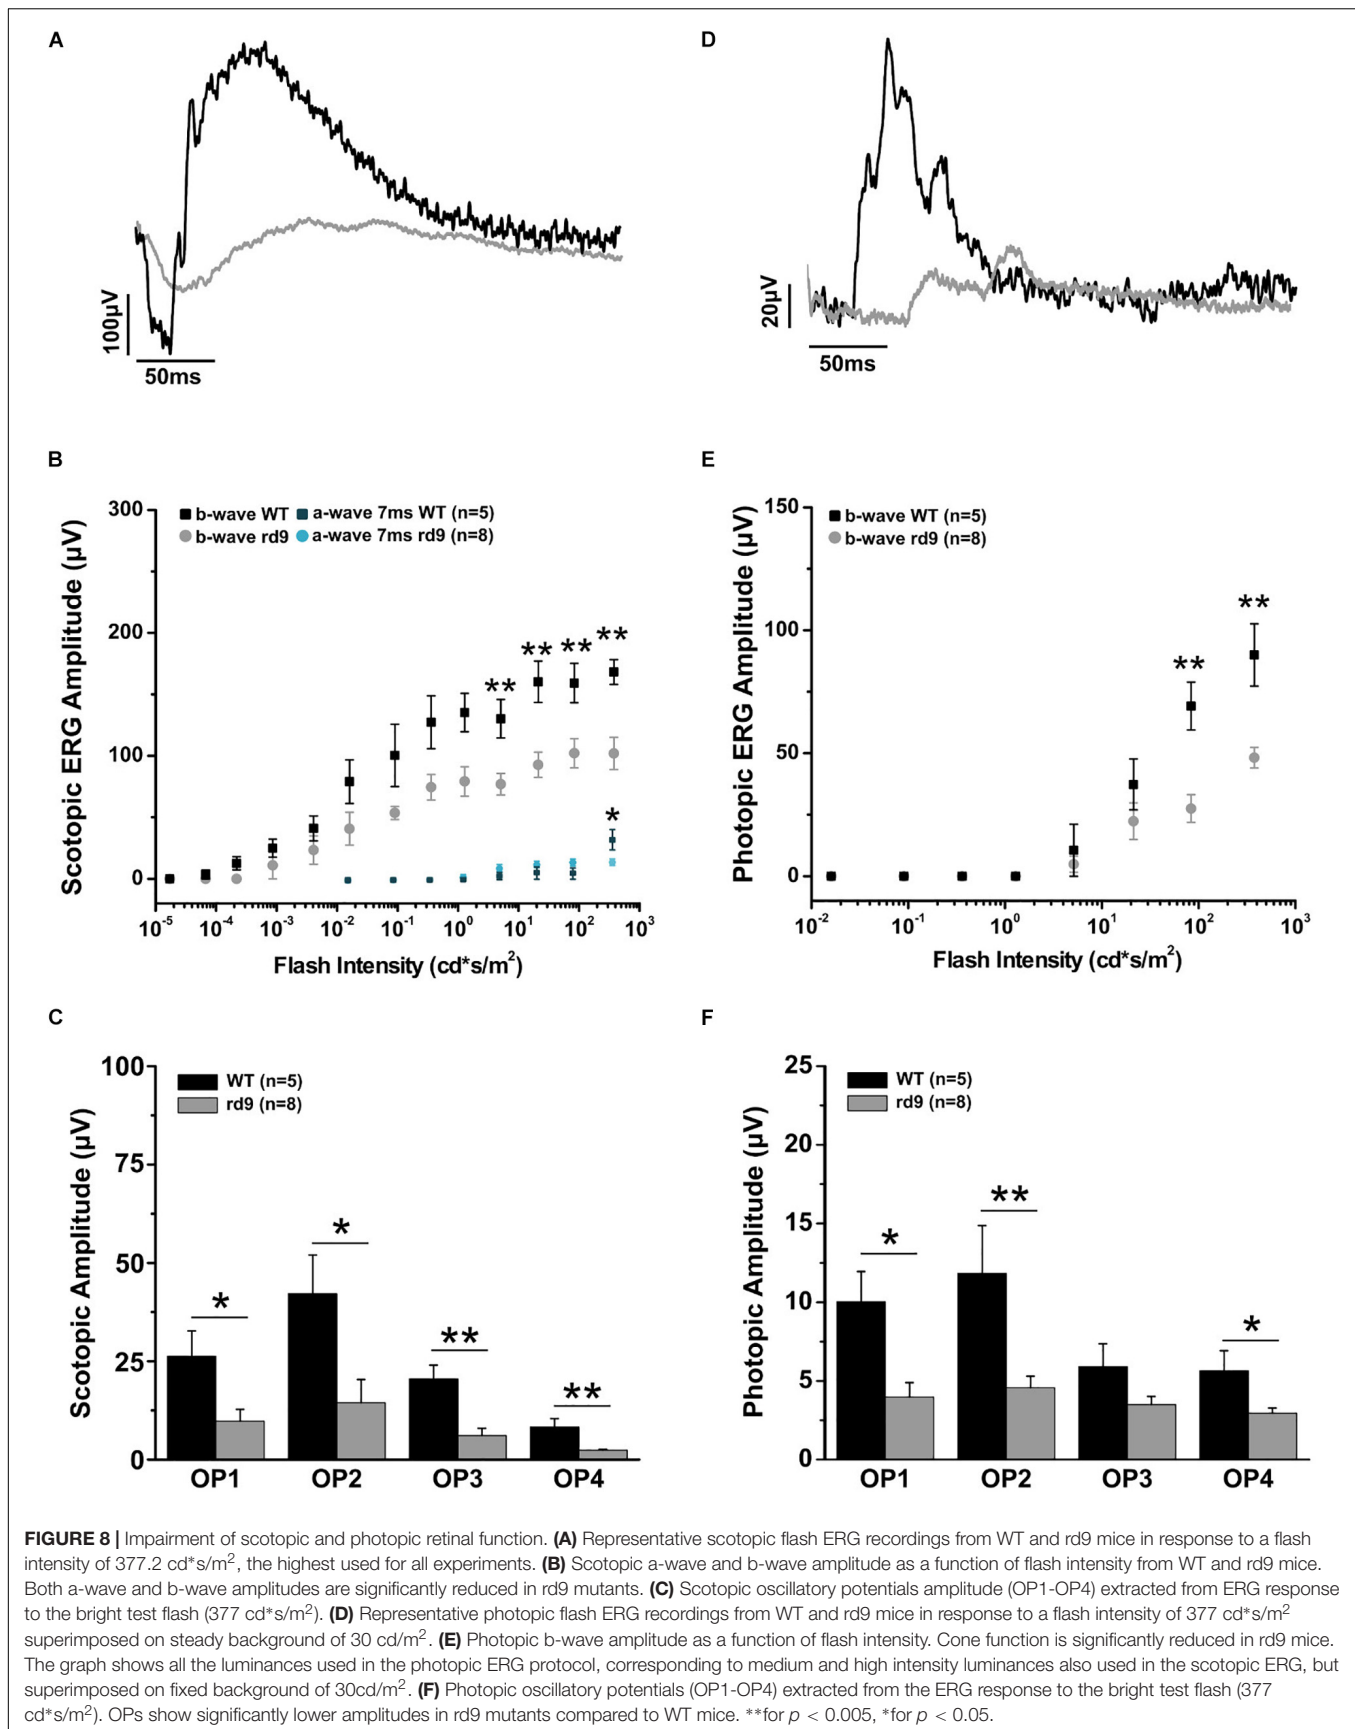 A
100µV
50ms
D
20µV
50ms
B
Scotopic ERG Amplitude (µV)
300
200
100
0
b-wave WT a-wave 7ms WT (n=5)
b-wave rd9 a-wave 7ms rd9 (n=8)
** ** ** **
*
10-5 10-4 10-3 10-2 10-1 100 101 102 103
Flash Intensity (cd*s/m2)
E
Photopic ERG Amplitude (µV)
150
100
50
0
b-wave WT (n=5)
b-wave rd9 (n=8)
** **
10-2 10-1 100 101 102 103
Flash Intensity (cd*s/m2)
C
Scotopic Amplitude (µV)
100
75
50
25
0
WT (n=5)
rd9 (n=8)
* * ** **
OP1 OP2 OP3 OP4
F
Photopic Amplitude (µV)
25
20
15
10
5
0
WT (n=5)
rd9 (n=8)
* ** *
OP1 OP2 OP3 OP4
FIGURE 8 | Impairment of scotopic and photopic retinal function. (A) Representative scotopic flash ERG recordings from WT and rd9 mice in response to a flash
intensity of 377.2 cd*s/m2, the highest used for all experiments. (B) Scotopic a-wave and b-wave amplitude as a function of flash intensity from WT and rd9 mice.
Both a-wave and b-wave amplitudes are significantly reduced in rd9 mutants. (C) Scotopic oscillatory potentials amplitude (OP1-OP4) extracted from ERG response
to the bright test flash (377 cd*s/m2). (D) Representative photopic flash ERG recordings from WT and rd9 mice in response to a flash intensity of 377 cd*s/m2
superimposed on steady background of 30 cd/m2. (E) Photopic b-wave amplitude as a function of flash intensity. Cone function is significantly reduced in rd9 mice.
The graph shows all the luminances used in the photopic ERG protocol, corresponding to medium and high intensity luminances also used in the scotopic ERG, but
superimposed on fixed background of 30cd/m2. (F) Photopic oscillatory potentials (OP1-OP4) extracted from the ERG response to the bright test flash (377
cd*s/m2). OPs show significantly lower amplitudes in rd9 mutants compared to WT mice. **for p < 0.005, *for p < 0.05.